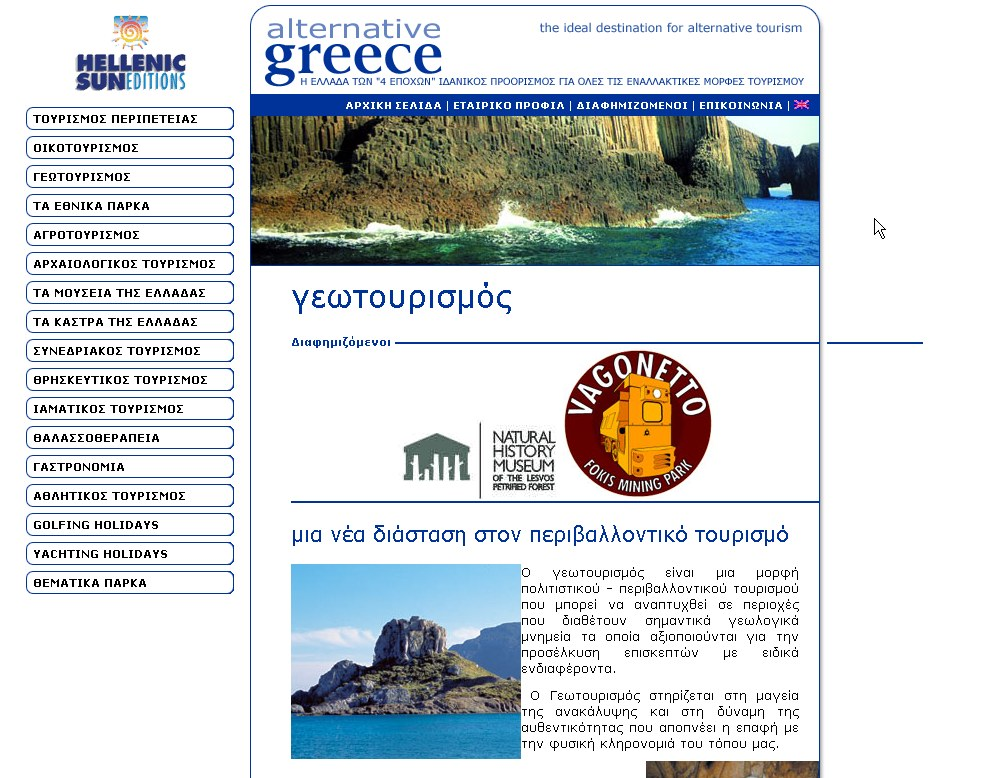 HELLENIC
SUN EDITIONS
ΤΟΥΡΙΣΜΟΣ ΠΕΡΙΠΕΤΕΙΑΣ
ΟΙΚΟΤΟΥΡΙΣΜΟΣ
ΓΕΩΤΟΥΡΙΣΜΟΣ
ΤΑ ΕΘΝΙΚΑ ΠΑΡΚΑ
ΑΓΡΟΤΟΥΡΙΣΜΟΣ
ΑΡΧΑΙΟΛΟΓΙΚΟΣ ΤΟΥΡΙΣΜΟΣ
ΤΑ ΜΟΥΣΕΙΑ ΤΗΣ ΕΛΛΑΔΑΣ
ΤΑ ΚΑΣΤΡΑ ΤΗΣ ΕΛΛΑΔΑΣ
ΣΥΝΕΔΡΙΑΚΟΣ ΤΟΥΡΙΣΜΟΣ
ΘΡΗΣΚΕΥΤΙΚΟΣ ΤΟΥΡΙΣΜΟΣ
ΙΑΜΑΤΙΚΟΣ ΤΟΥΡΙΣΜΟΣ
ΘΑΛΑΣΣΟΘΕΡΑΠΕΙΑ
ΓΑΣΤΡΟΝΟΜΙΑ
ΑΘΛΗΤΙΚΟΣ ΤΟΥΡΙΣΜΟΣ
GOLFING HOLIDAYS
YACHTING HOLIDAYS
ΘΕΜΑΤΙΚΑ ΠΑΡΚΑ
alternative
greece
the ideal destination for alternative tourism
Η ΕΛΛΑΔΑ ΤΩΝ "4 ΕΠΟΧΩΝ" ΙΔΑΝΙΚΟΣ ΠΡΟΟΡΙΣΜΟΣ ΓΙΑ ΟΛΕΣ ΤΙΣ ΕΝΑΛΛΑΚΤΙΚΕΣ ΜΟΡΦΕΣ ΤΟΥΡΙΣΜΟΥ
ΑΡΧΙΚΗ ΣΕΛΙΔΑ | ΕΤΑΙΡΙΚΟ ΠΡΟΦΙΛ | ΔΙΑΦΗΜΙΖΟΜΕΝΟΙ | ΕΠΙΚΟΙΝΩΝΙΑ |
γεωτουρισμός
Διαφημιζόμενοι
NATURAL
HISTORY
MUSEUM
OF THE LESVOS
PETRIFIED FOREST
VAGONETTO
FOKIS MINING PARK
μια νέα διάσταση στον περιβαλλοντικό τουρισμό
Ο γεωτουρισμός είναι μια μορφή
πολιτιστικού – περιβαλλοντικού τουρισμού
που μπορεί να αναπτυχθεί σε περιοχές
που διαθέτουν σημαντικά γεωλογικά
μνημεία τα οποία αξιοποιούνται για την
προσέλκυση επισκεπτών με ειδικά
ενδιαφέροντα.
Ο Γεωτουρισμός στηρίζεται στη μαγεία
της ανακάλυψης και στη δύναμη της
αυθεντικότητας που αποπνέει η επαφή με
την φυσική κληρονομιά του τόπου μας.